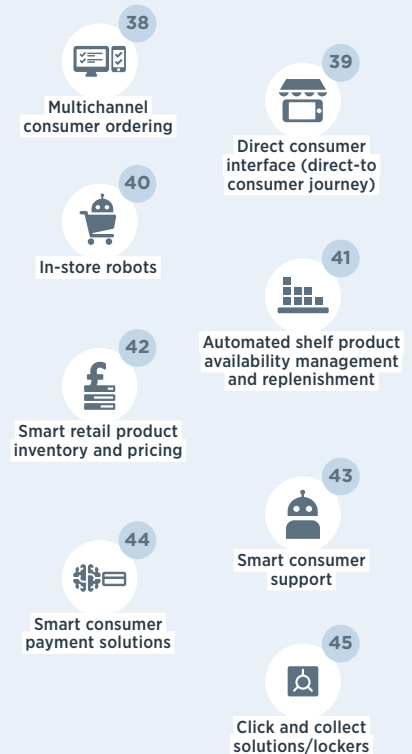 38
Multichannel
consumer ordering
39
Direct consumer
interface (direct-to
consumer journey)
40
In-store robots
41
Automated shelf product
availability management
and replenishment
42
£
Smart retail product
inventory and pricing
43
Smart consumer
support
44
Smart consumer
payment solutions
45
Click and collect
solutions/lockers